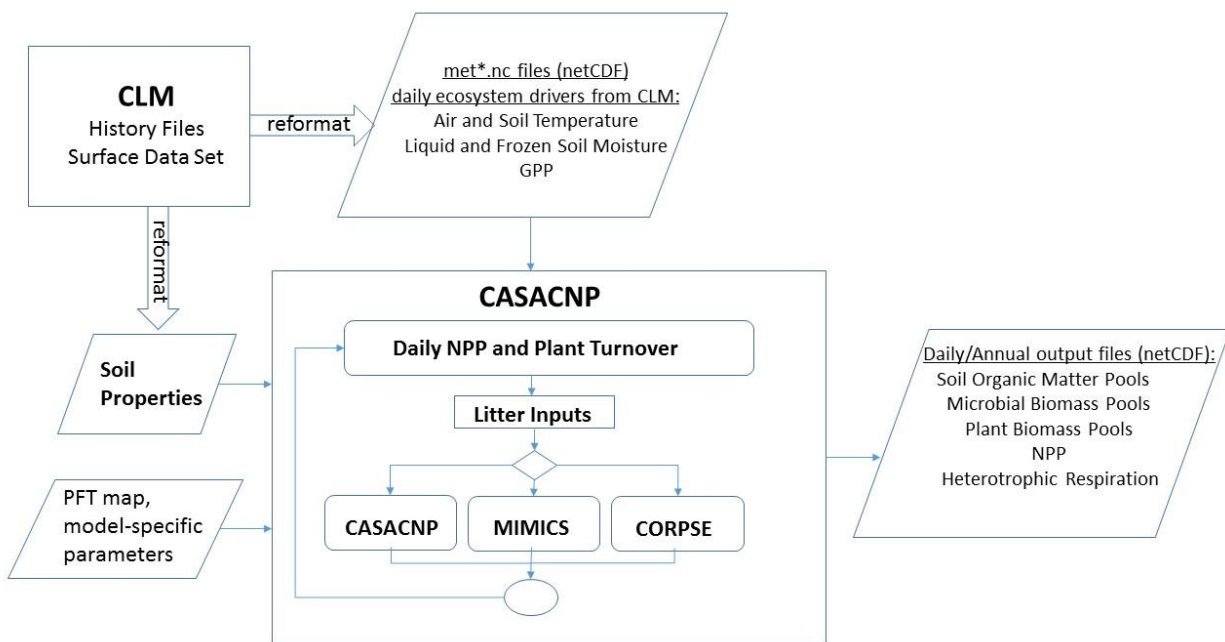 CLM
History Files
Surface Data Set
reformat
met*.nc files (netCDF)
daily ecosystem drivers from CLM:
Air and Soil Temperature
Liquid and Frozen Soil Moisture
GPP
reformat
Soil
Properties
PFT map,
model-specific
parameters
CASACNP
Daily NPP and Plant Turnover
Litter Inputs
CASACNP
MIMICS
CORPSE
Daily/Annual output files (netCDF):
Soil Organic Matter Pools
Microbial Biomass Pools
Plant Biomass Pools
NPP
Heterotrophic Respiration